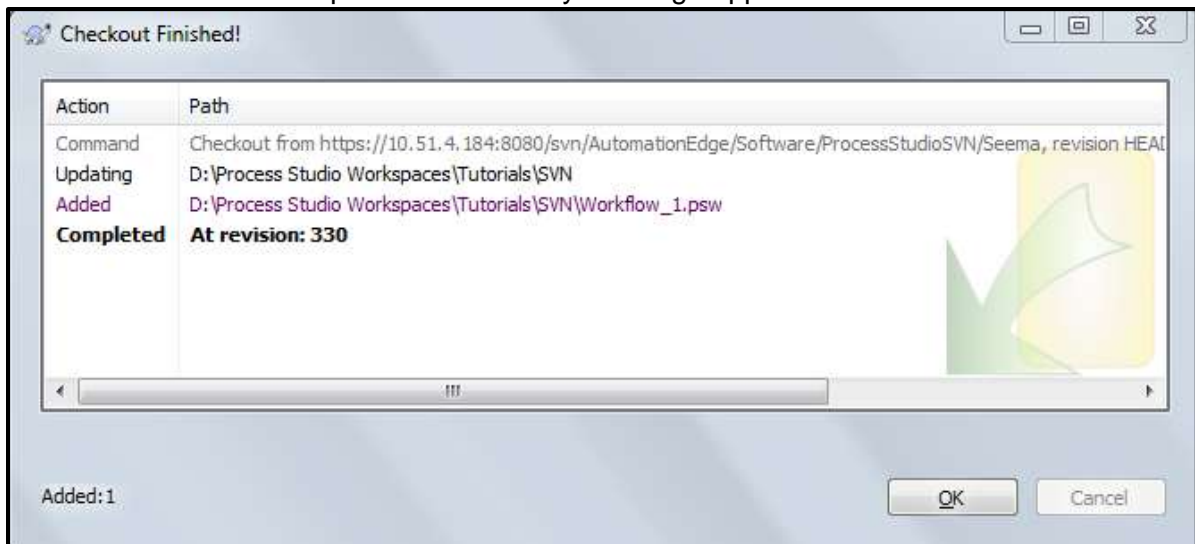 Checkout Finished!
Action Path
Command Checkout from https://10.51.4.184:8080/svn/AutomationEdge/Software/ProcessStudioSVN/Seema, revision HEAD
Updating D:\Process Studio Workspaces\Tutorials\SVN
Added D:\Process Studio Workspaces\Tutorials\SVN\Workflow_1.psw
Completed At revision: 330
Added:1 OK Cancel